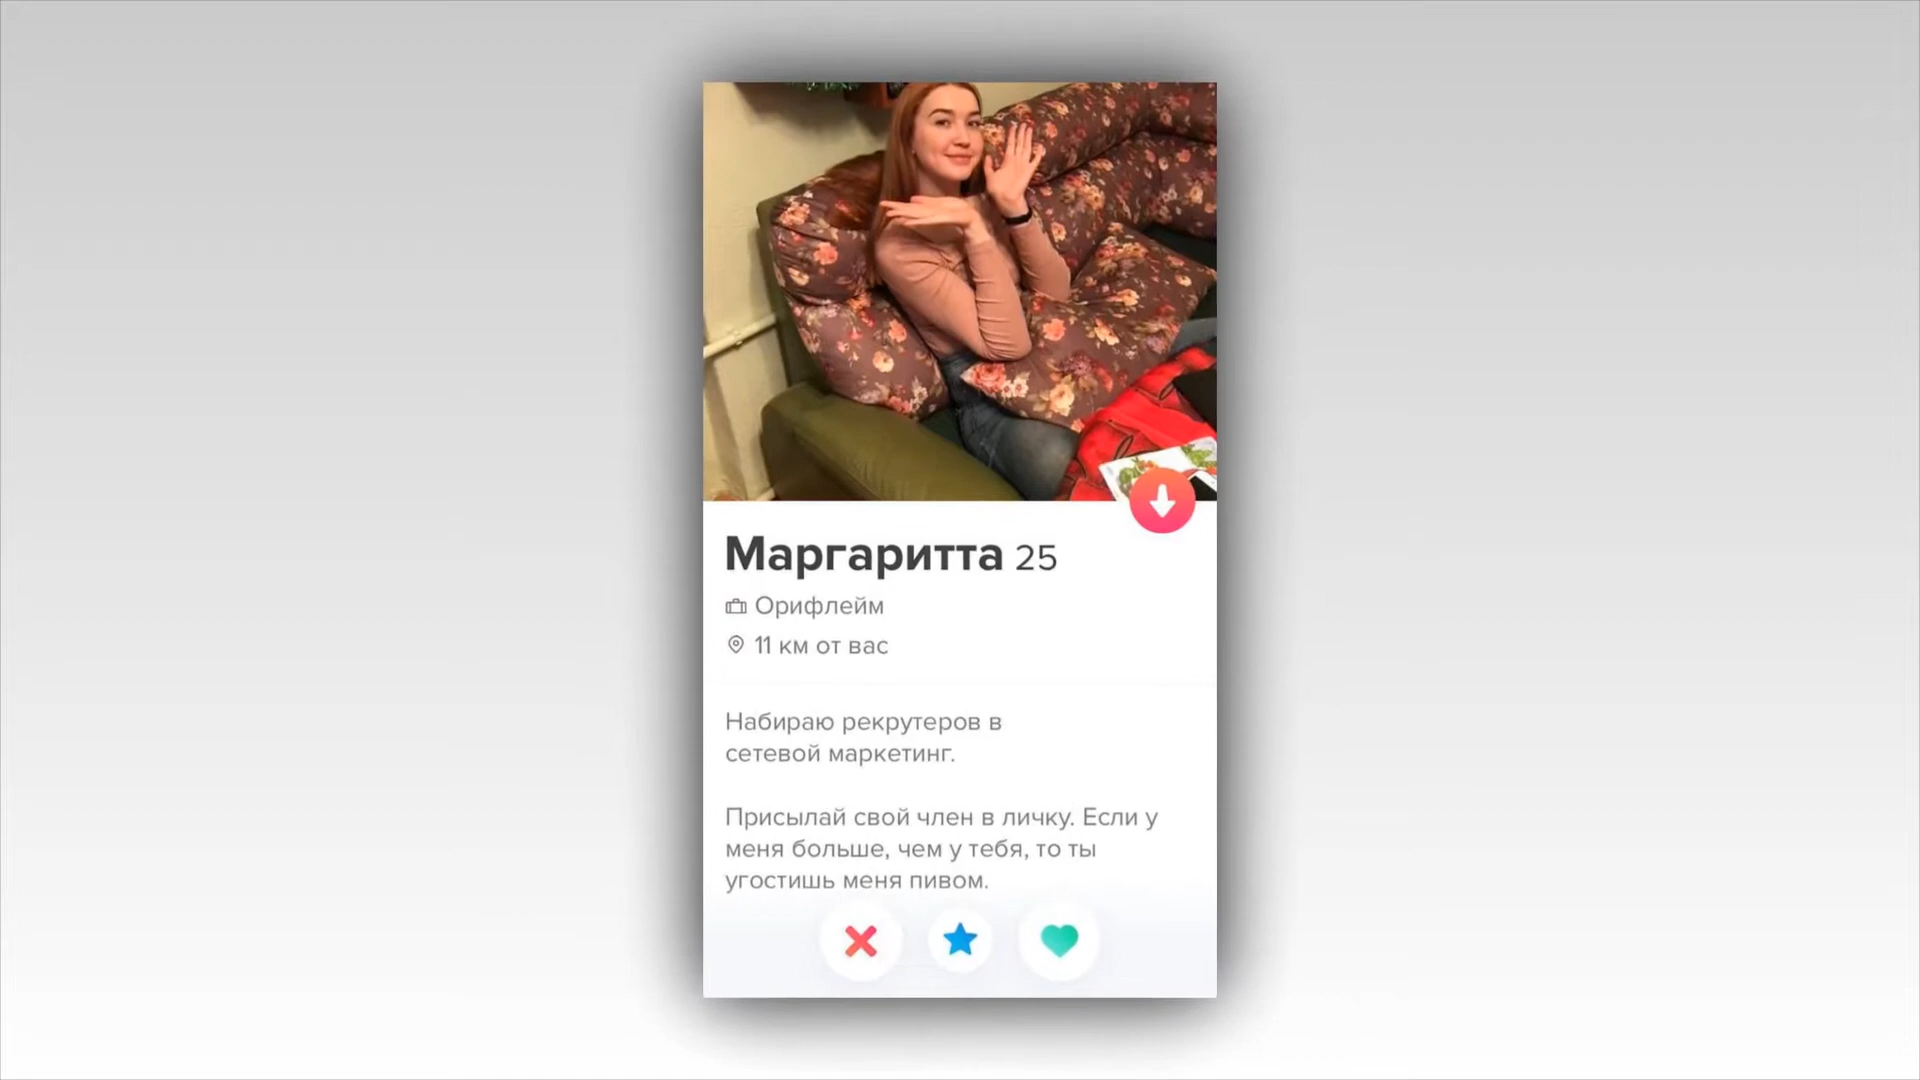 Маргаритта 25
Орифлейм
11 км от вас
Набираю рекрутеров в
сетевой маркетинг.
Присылай свой член в личку. Если у
меня больше, чем у тебя, то ты
угостишь меня пивом.